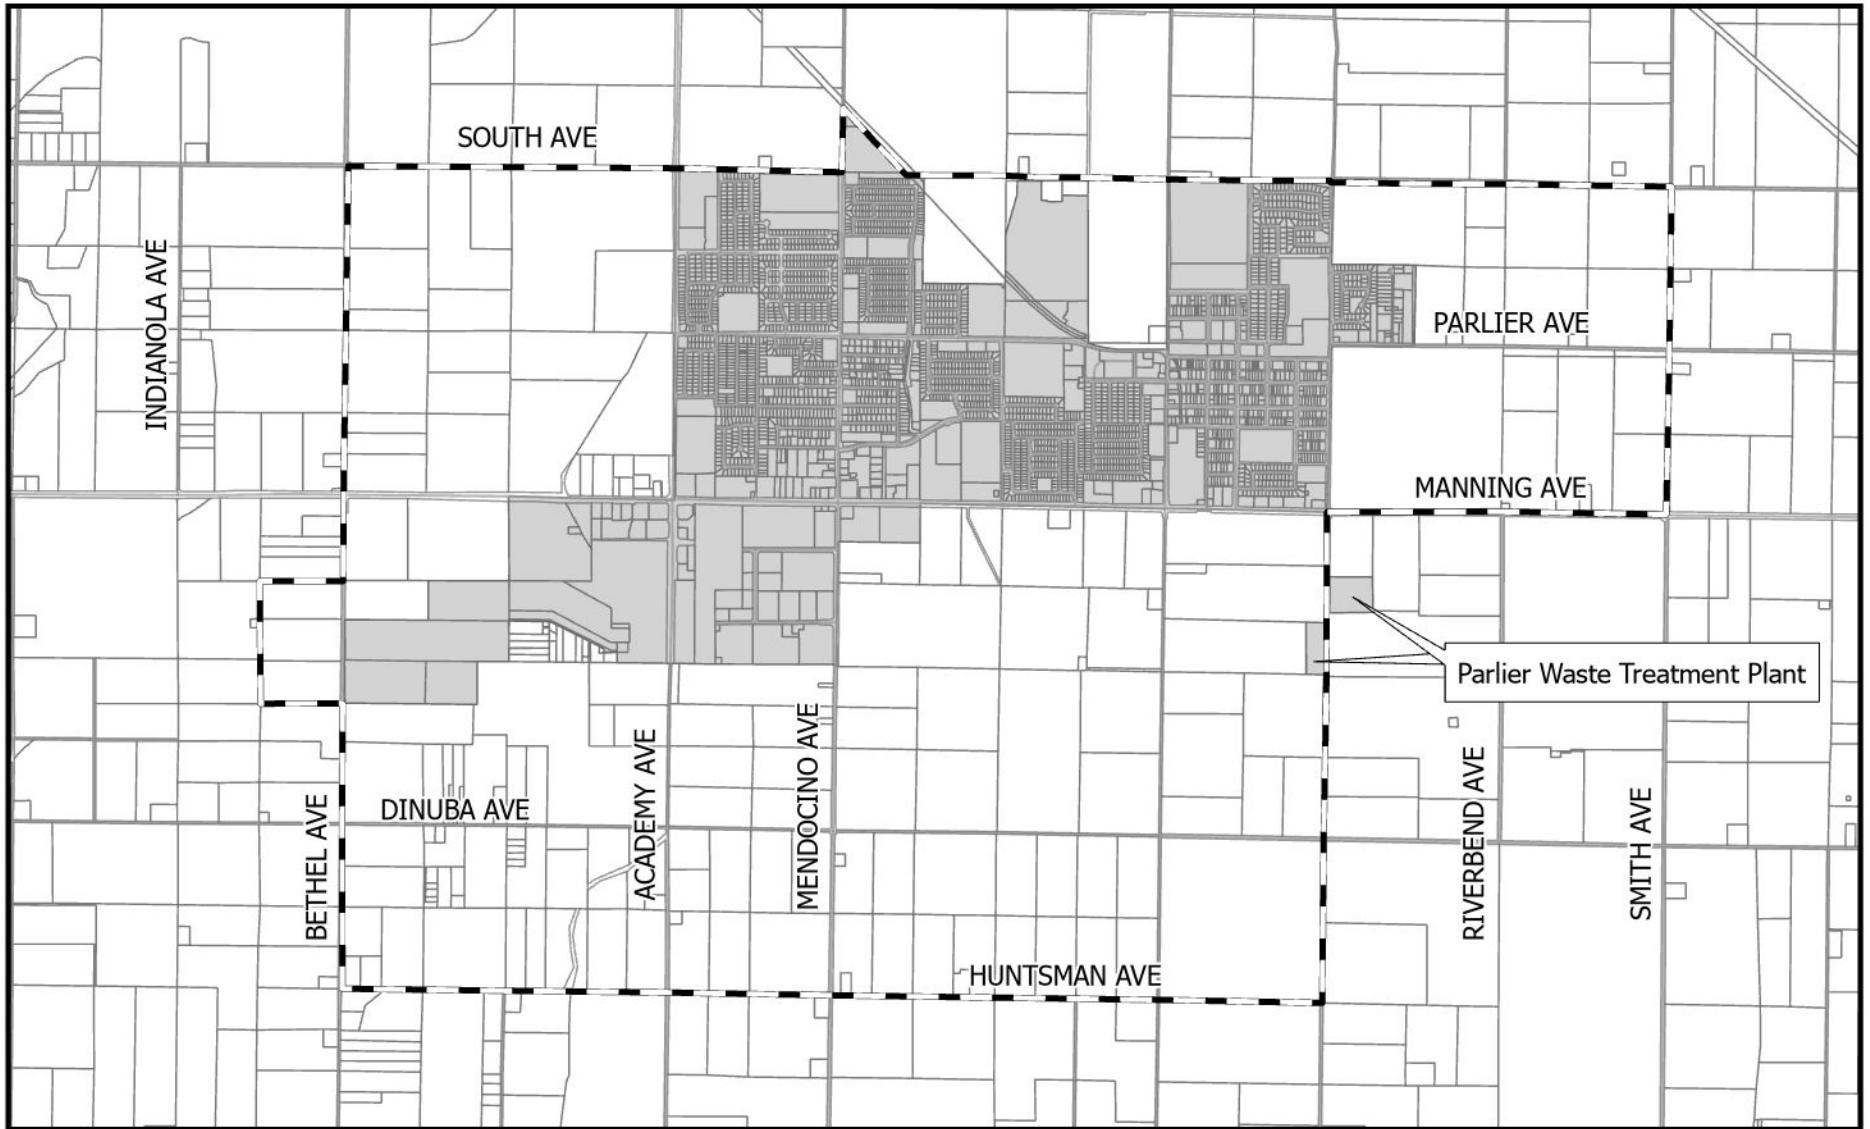 SOUTH AVE
INDIANOLA AVE
PARLIER AVE
MANNING AVE
Parlier Waste Treatment Plant
ACADEMY AVE
MENDOCINO AVE
RIVERBEND AVE
SMITH AVE
DINUBA AVE
BETHEL AVE
HUNTSMAN AVE